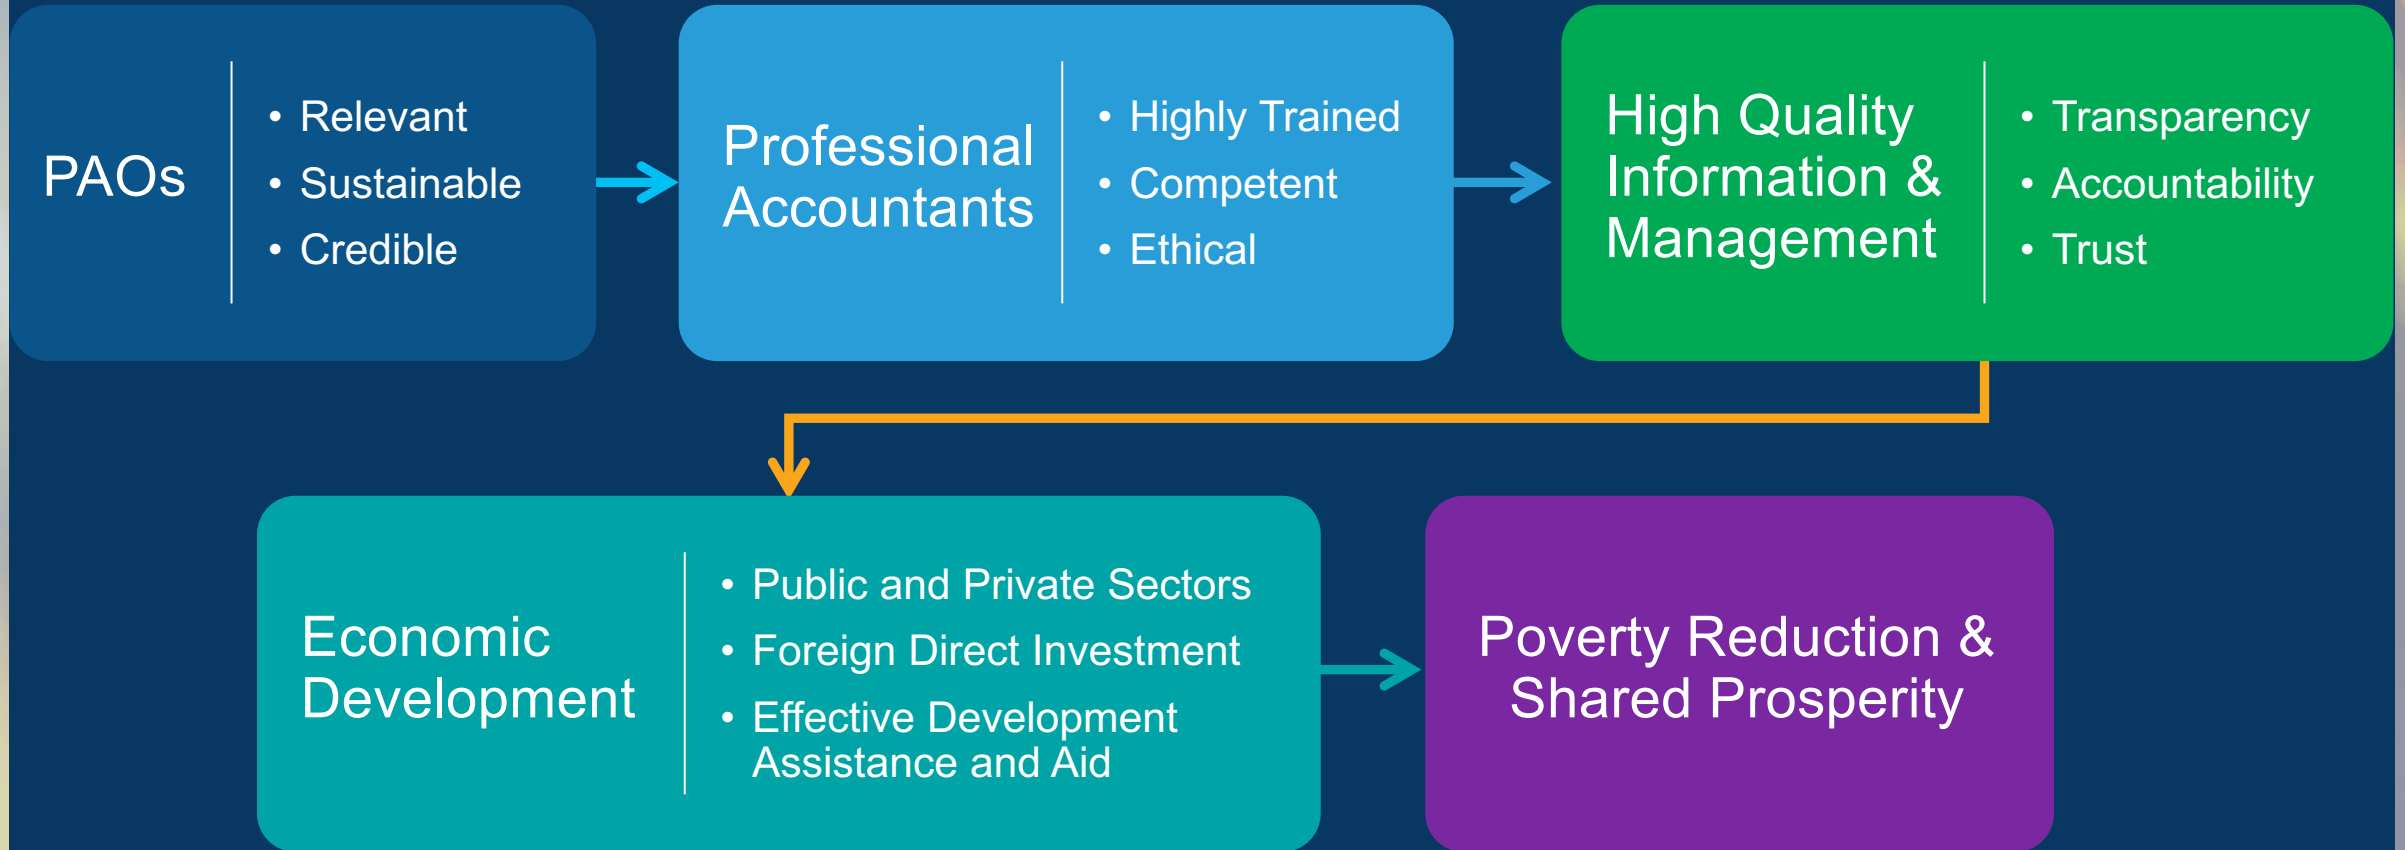 PAOs
• Relevant
• Sustainable
• Credible
Professional
Accountants
• Highly Trained
• Competent
• Ethical
High Quality
Information &
Management
• Transparency
• Accountability
• Trust
Economic
Development
• Public and Private Sectors
• Foreign Direct Investment
• Effective Development
Assistance and Aid
Poverty Reduction &
Shared Prosperity